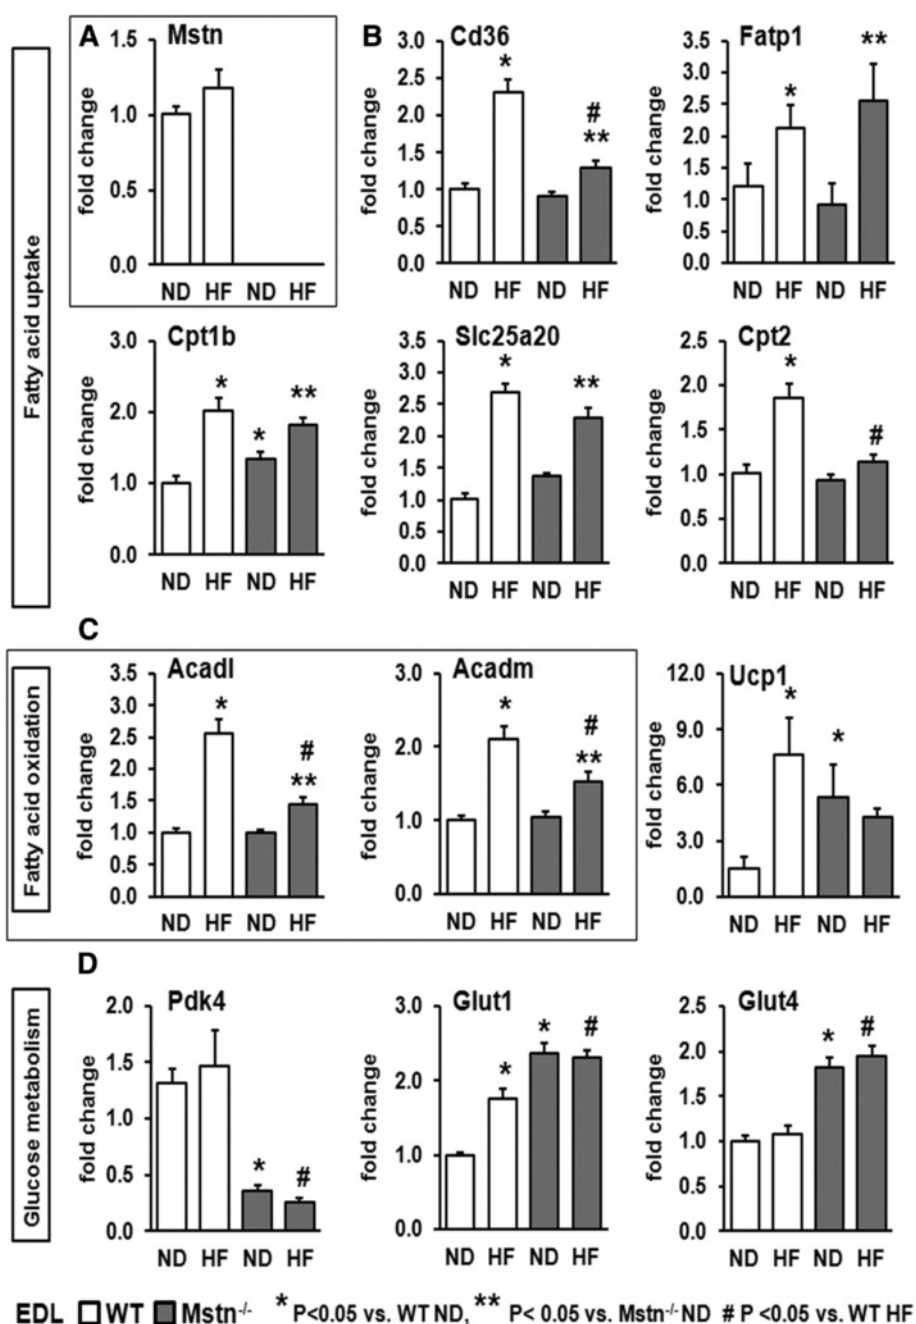 Fatty acid uptake
A
Mstn
fold change
1.5
1.0
0.5
0.0
ND HF ND HF
B
Cd36
fold change
3.0
2.5
2.0
1.5
1.0
0.5
0.0
*
#
**
ND HF ND HF
Fatp1
fold change
3.5
3.0
2.5
2.0
1.5
1.0
0.5
0.0
*
**
ND HF ND HF
Cpt1b
fold change
3.0
2.0
1.0
0.0
*
*
**
ND HF ND HF
Slc25a20
fold change
3.5
3.0
2.5
2.0
1.5
1.0
0.5
0.0
*
**
ND HF ND HF
Cpt2
fold change
2.5
2.0
1.5
1.0
0.5
0.0
*
#
ND HF ND HF
C
Fatty acid oxidation
Acadl
fold change
3.5
3.0
2.5
2.0
1.5
1.0
0.5
0.0
*
#
**
ND HF ND HF
Acadm
fold change
3.0
2.0
1.0
0.0
*
#
**
ND HF ND HF
Ucp1
fold change
12.0
9.0
6.0
3.0
0.0
*
*
ND HF ND HF
D
Glucose metabolism
Pdk4
fold change
2.0
1.5
1.0
0.5
0.0
*
#
ND HF ND HF
Glut1
fold change
3.0
2.0
1.0
0.0
*
*
#
ND HF ND HF
Glut4
fold change
2.5
2.0
1.5
1.0
0.5
0.0
*
#
ND HF ND HF
EDL WT Mstn-/- * P<0.05 vs. WT ND, ** P< 0.05 vs. Mstn-/- ND # P <0.05 vs. WT HF